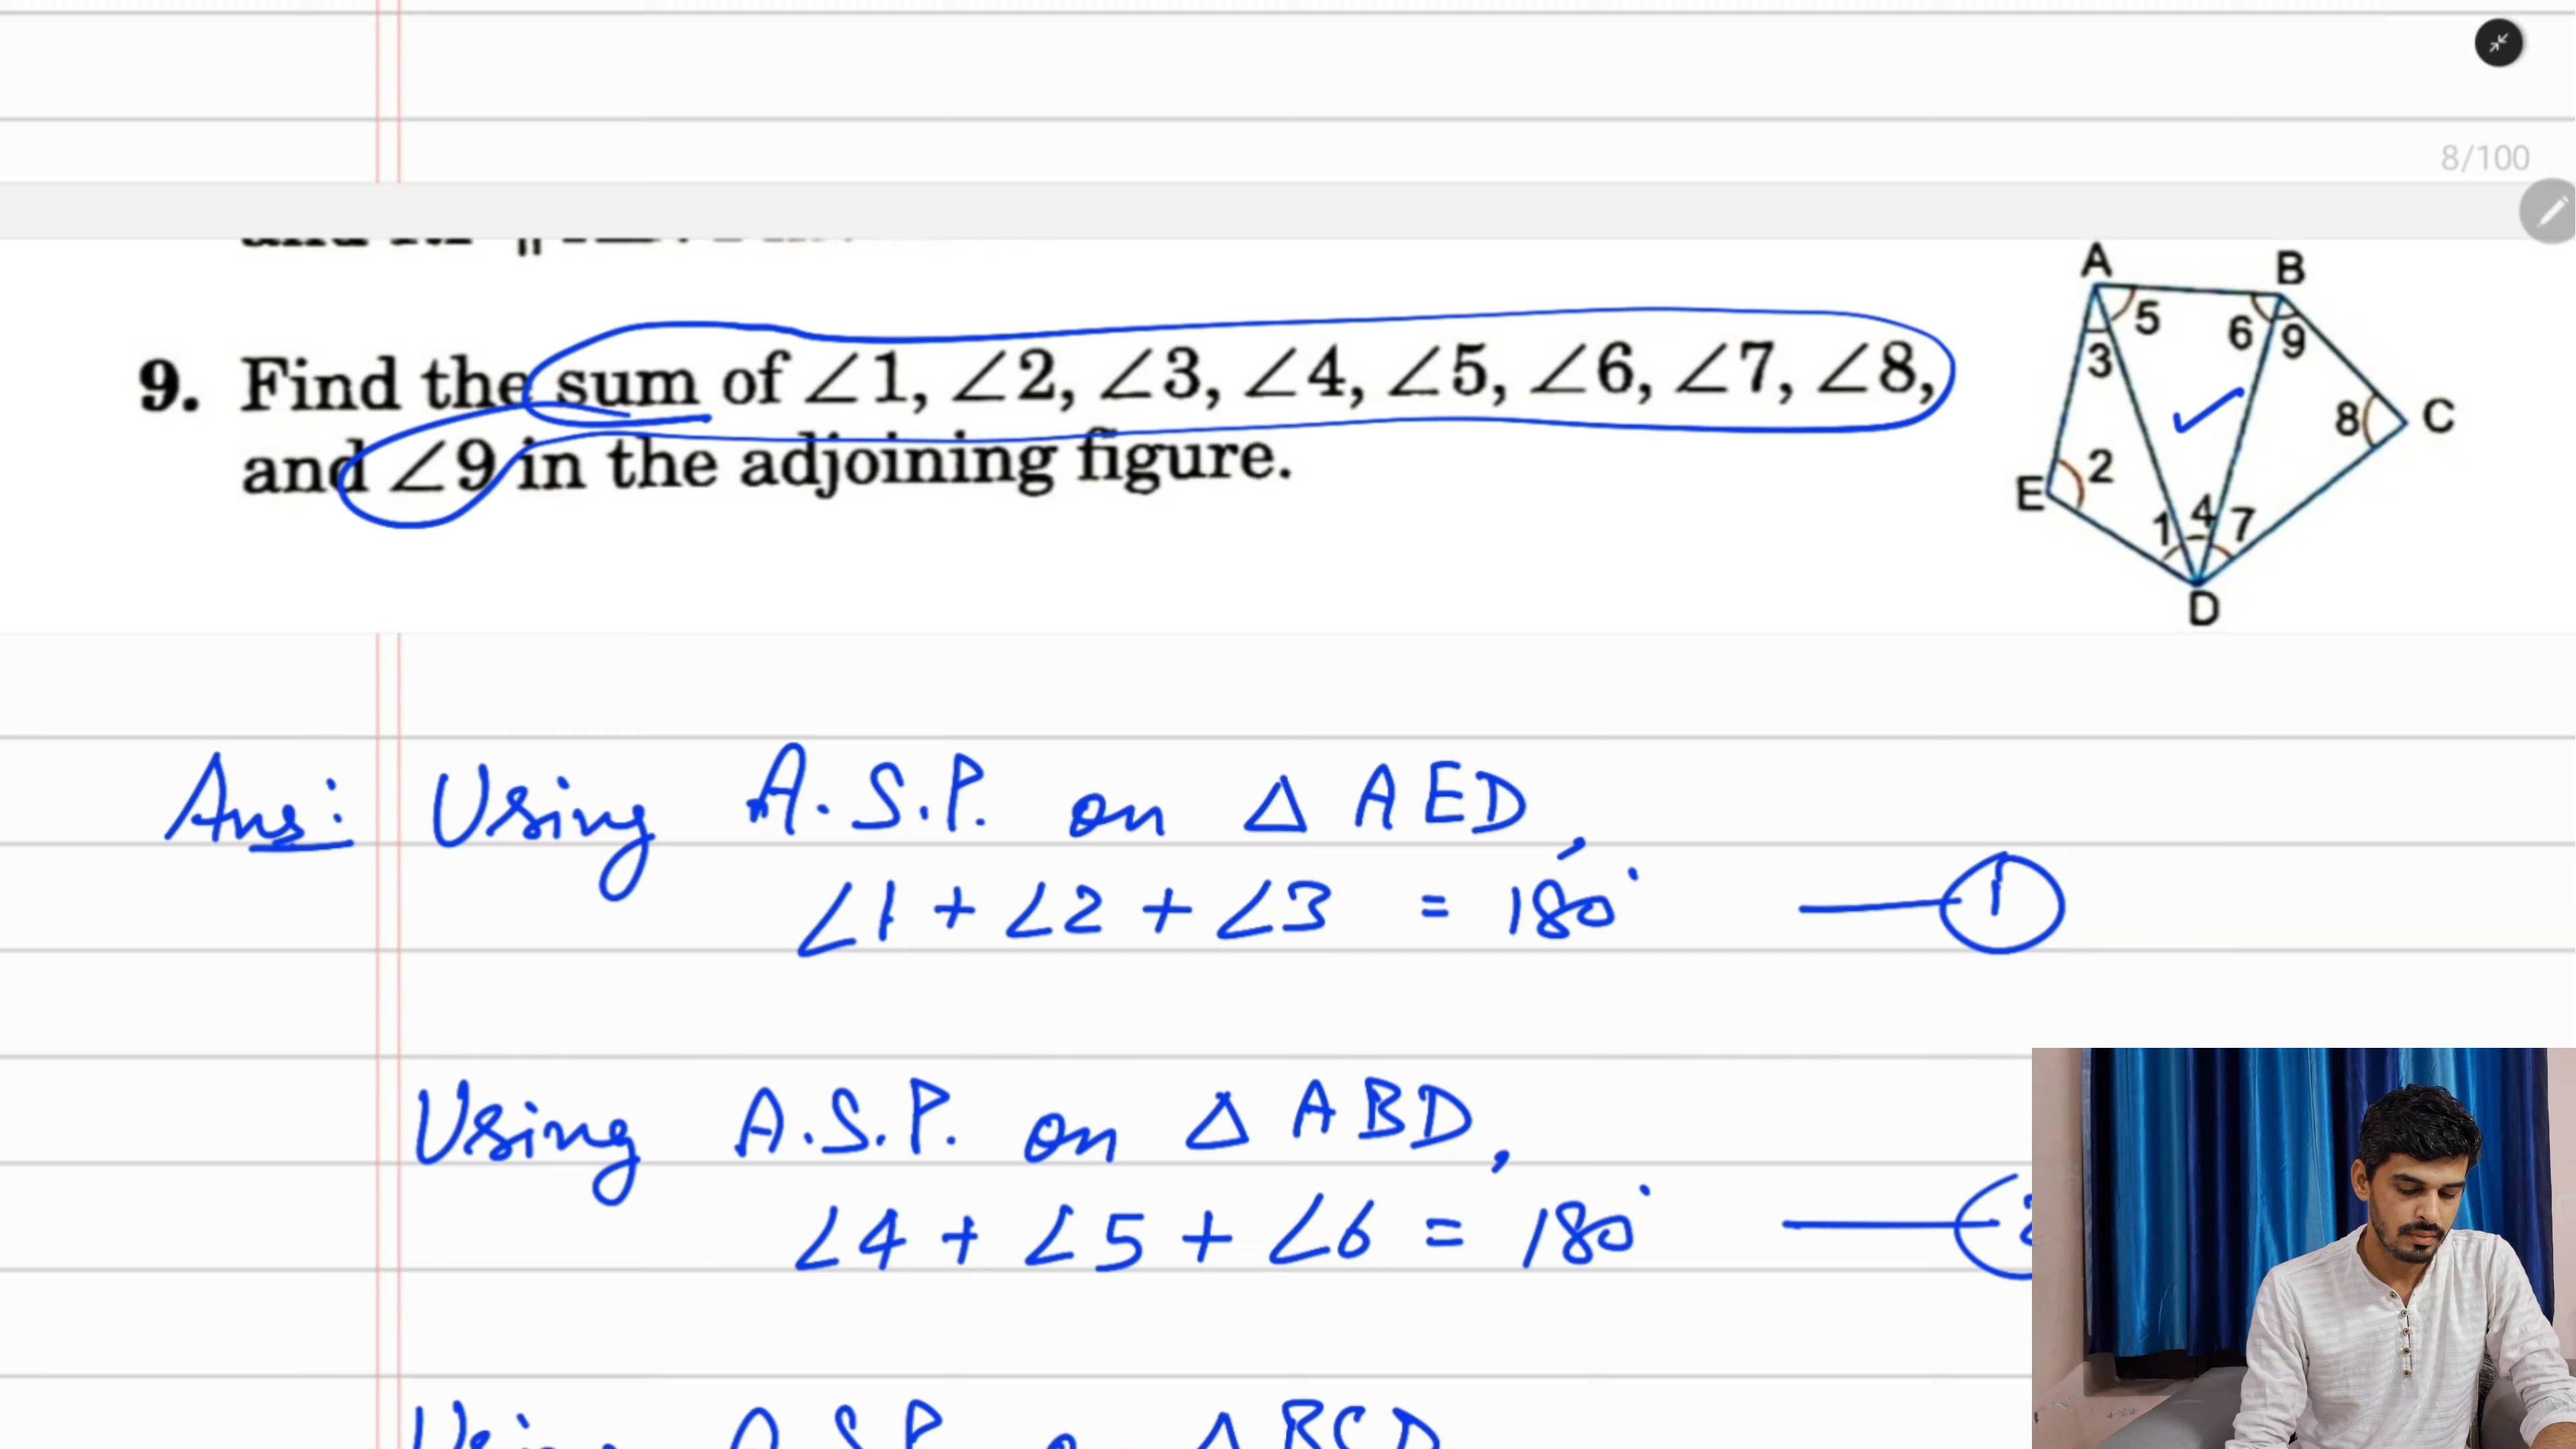 8/100
9. Find the sum of ∠1, ∠2, ∠3, ∠4, ∠5, ∠6, ∠7, ∠8,
and ∠9 in the adjoining figure.
A
B
5
6
9
3
8
C
E
2
1
4
7
D
Ans: Using A.S.P. on △ AED,
∠1 + ∠2 + ∠3 = 180° — 1
Using A.S.P. on △ ABD,
∠4 + ∠5 + ∠6 = 180°
Using A.S.P. △ BCD